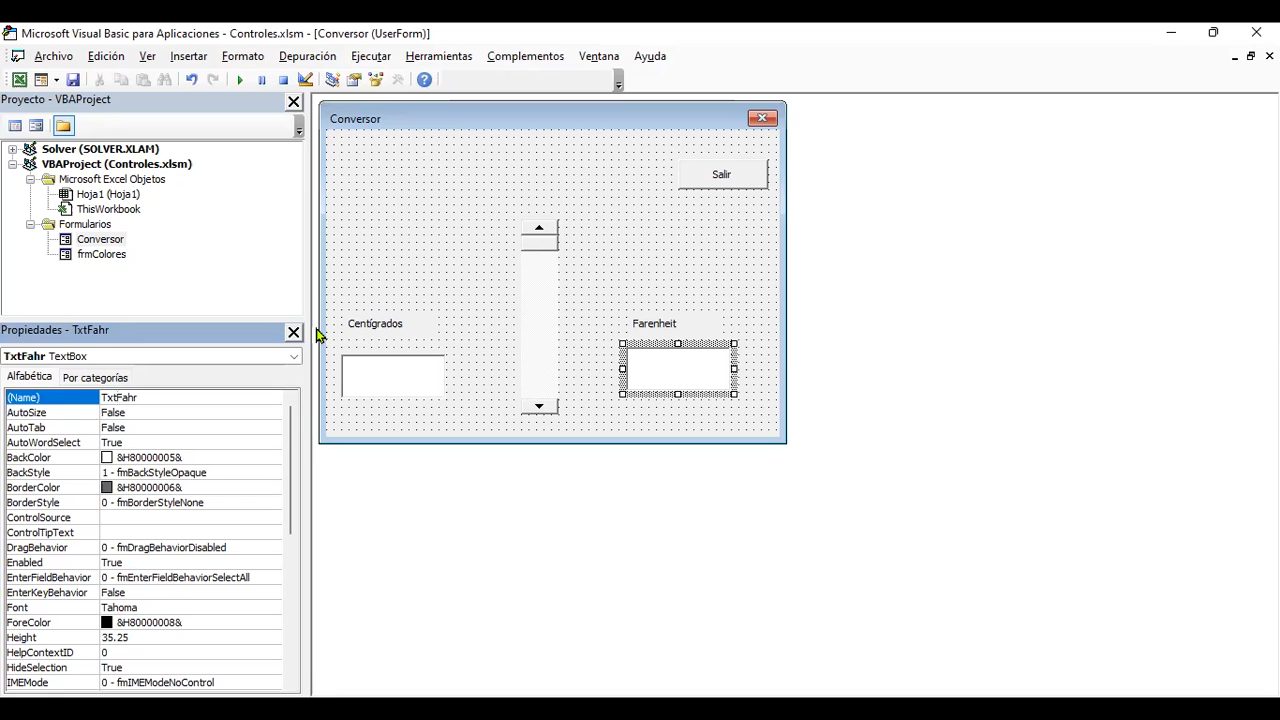 Microsoft Visual Basic para Aplicaciones - Controles.xlsm - [Conversor (UserForm)]
Archivo Edición Ver Insertar Formato Depuración Ejecutar Herramientas Complementos Ventana Ayuda
Proyecto - VBAProject
Solver (SOLVER.XLAM)
VBAProject (Controles.xlsm)
Microsoft Excel Objetos
Hoja1 (Hoja1)
ThisWorkbook
Formularios
Conversor
frmColores
Propiedades - TxtFahr
TxtFahr TextBox
Alfabética Por categorías
(Name) TxtFahr
AutoSize False
AutoTab False
AutoWordSelect True
BackColor &H80000005&
BackStyle 1 - fmBackStyleOpaque
BorderColor &H80000006&
BorderStyle 0 - fmBorderStyleNone
ControlSource
ControlTipText
DragBehavior 0 - fmDragBehaviorDisabled
Enabled True
EnterFieldBehavior 0 - fmEnterFieldBehaviorSelectAll
EnterKeyBehavior False
Font Tahoma
ForeColor &H80000008&
Height 35.25
HelpContextID 0
HideSelection True
IMEMode 0 - fmIMEModeNoControl
Conversor
Salir
Centígrados
Farenheit